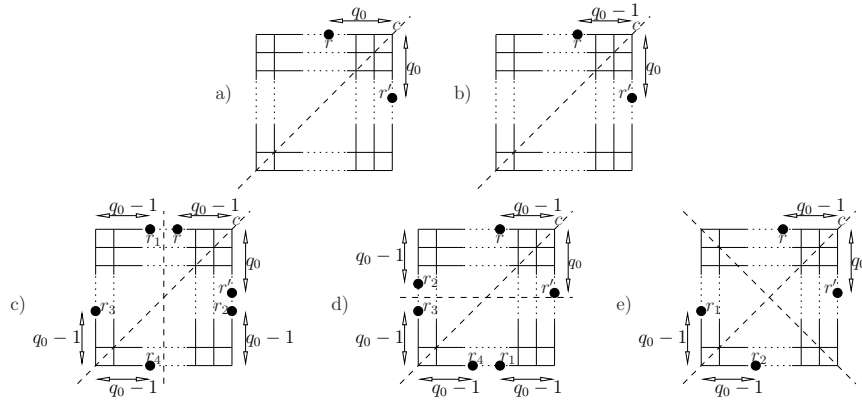 q₀ q₀ − 1
c c
r r
q₀ q₀
a) b)
r′ r′
q₀ − 1 q₀ − 1 q₀ − 1 q₀ − 1
c c
r₁ r r r
q₀ − 1 q₀ q₀ q₀
r′ r₂ r′ r′
c) r₃ r₂ d) r₃ e) r₁
q₀ − 1 q₀ − 1 q₀ − 1 q₀ − 1
r₄ r₄ r₁ r₂
q₀ − 1 q₀ − 1 q₀ − 1 q₀ − 1